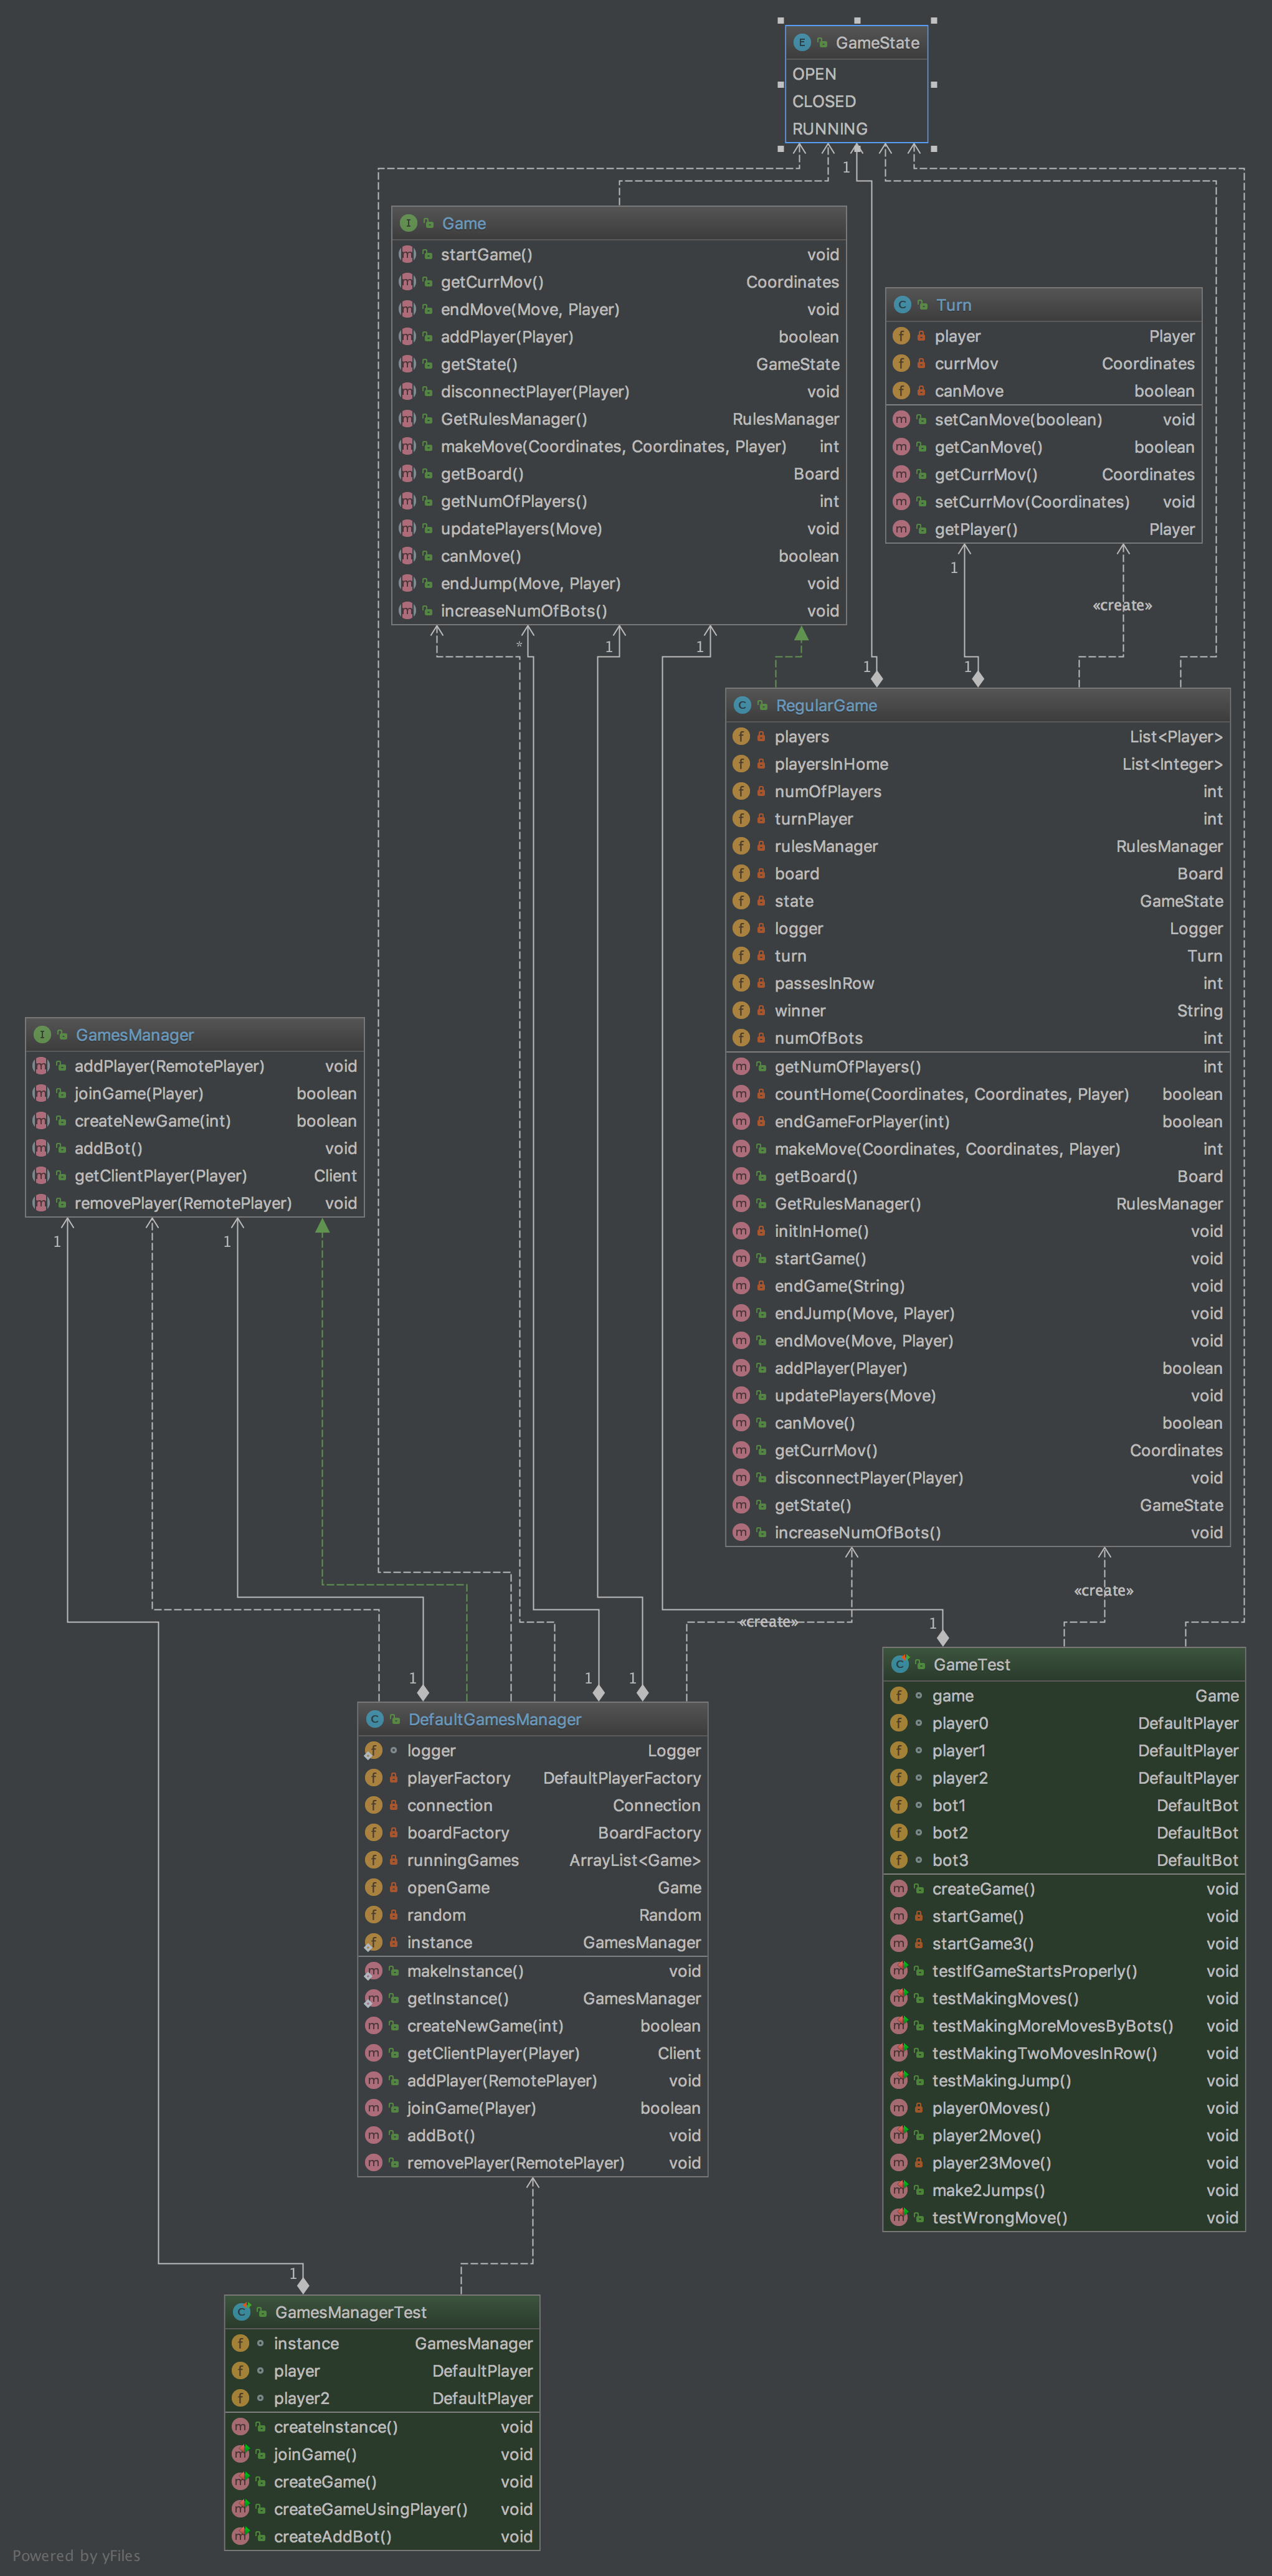 GameState
OPEN
CLOSED
RUNNING
1
Game
startGame() void
getCurrMov() Coordinates
endMove(Move, Player) void
addPlayer(Player) boolean
getState() GameState
disconnectPlayer(Player) void
GetRulesManager() RulesManager
makeMove(Coordinates, Coordinates, Player) int
getBoard() Board
getNumOfPlayers() int
updatePlayers(Move) void
canMove() boolean
endJump(Move, Player) void
increaseNumOfBots() void
Turn
player Player
currMov Coordinates
canMove boolean
setCanMove(boolean) void
getCanMove() boolean
getCurrMov() Coordinates
setCurrMov(Coordinates) void
getPlayer() Player
1
«create»
* 1 1
1 1
RegularGame
players List<Player>
playersInHome List<Integer>
numOfPlayers int
turnPlayer int
rulesManager RulesManager
board Board
state GameState
logger Logger
turn Turn
passesInRow int
winner String
numOfBots int
getNumOfPlayers() int
countHome(Coordinates, Coordinates, Player) boolean
endGameForPlayer(int) boolean
makeMove(Coordinates, Coordinates, Player) int
getBoard() Board
GetRulesManager() RulesManager
initInHome() void
startGame() void
endGame(String) void
endJump(Move, Player) void
endMove(Move, Player) void
addPlayer(Player) boolean
updatePlayers(Move) void
canMove() boolean
getCurrMov() Coordinates
disconnectPlayer(Player) void
getState() GameState
increaseNumOfBots() void
GamesManager
addPlayer(RemotePlayer) void
joinGame(Player) boolean
createNewGame(int) boolean
addBot() void
getClientPlayer(Player) Client
removePlayer(RemotePlayer) void
1 1
«create»
«create»
1
1 1 1
DefaultGamesManager
logger Logger
playerFactory DefaultPlayerFactory
connection Connection
boardFactory BoardFactory
runningGames ArrayList<Game>
openGame Game
random Random
instance GamesManager
makeInstance() void
getInstance() GamesManager
createNewGame(int) boolean
getClientPlayer(Player) Client
addPlayer(RemotePlayer) void
joinGame(Player) boolean
addBot() void
removePlayer(RemotePlayer) void
GameTest
game Game
player0 DefaultPlayer
player1 DefaultPlayer
player2 DefaultPlayer
bot1 DefaultBot
bot2 DefaultBot
bot3 DefaultBot
createGame() void
startGame() void
startGame3() void
testIfGameStartsProperly() void
testMakingMoves() void
testMakingMoreMovesByBots() void
testMakingTwoMovesInRow() void
testMakingJump() void
player0Moves() void
player2Move() void
player23Move() void
make2Jumps() void
testWrongMove() void
1
GamesManagerTest
instance GamesManager
player DefaultPlayer
player2 DefaultPlayer
createInstance() void
joinGame() void
createGame() void
createGameUsingPlayer() void
createAddBot() void
Powered by yFiles